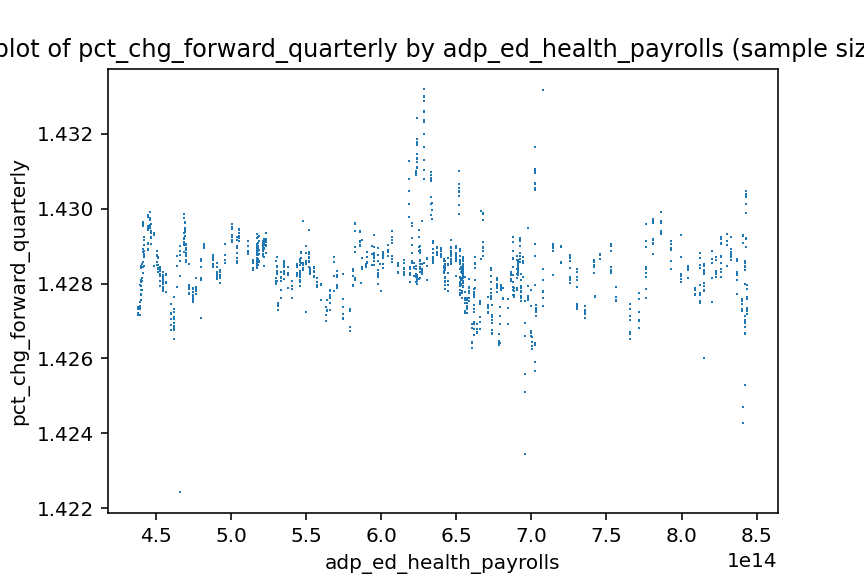 plot of pct_chg_forward_quarterly by adp_ed_health_payrolls (sample siz
1.432
1.430
1.428
1.426
1.424
1.422
pct_chg_forward_quarterly
4.5 5.0 5.5 6.0 6.5 7.0 7.5 8.0 8.5
1e14
adp_ed_health_payrolls